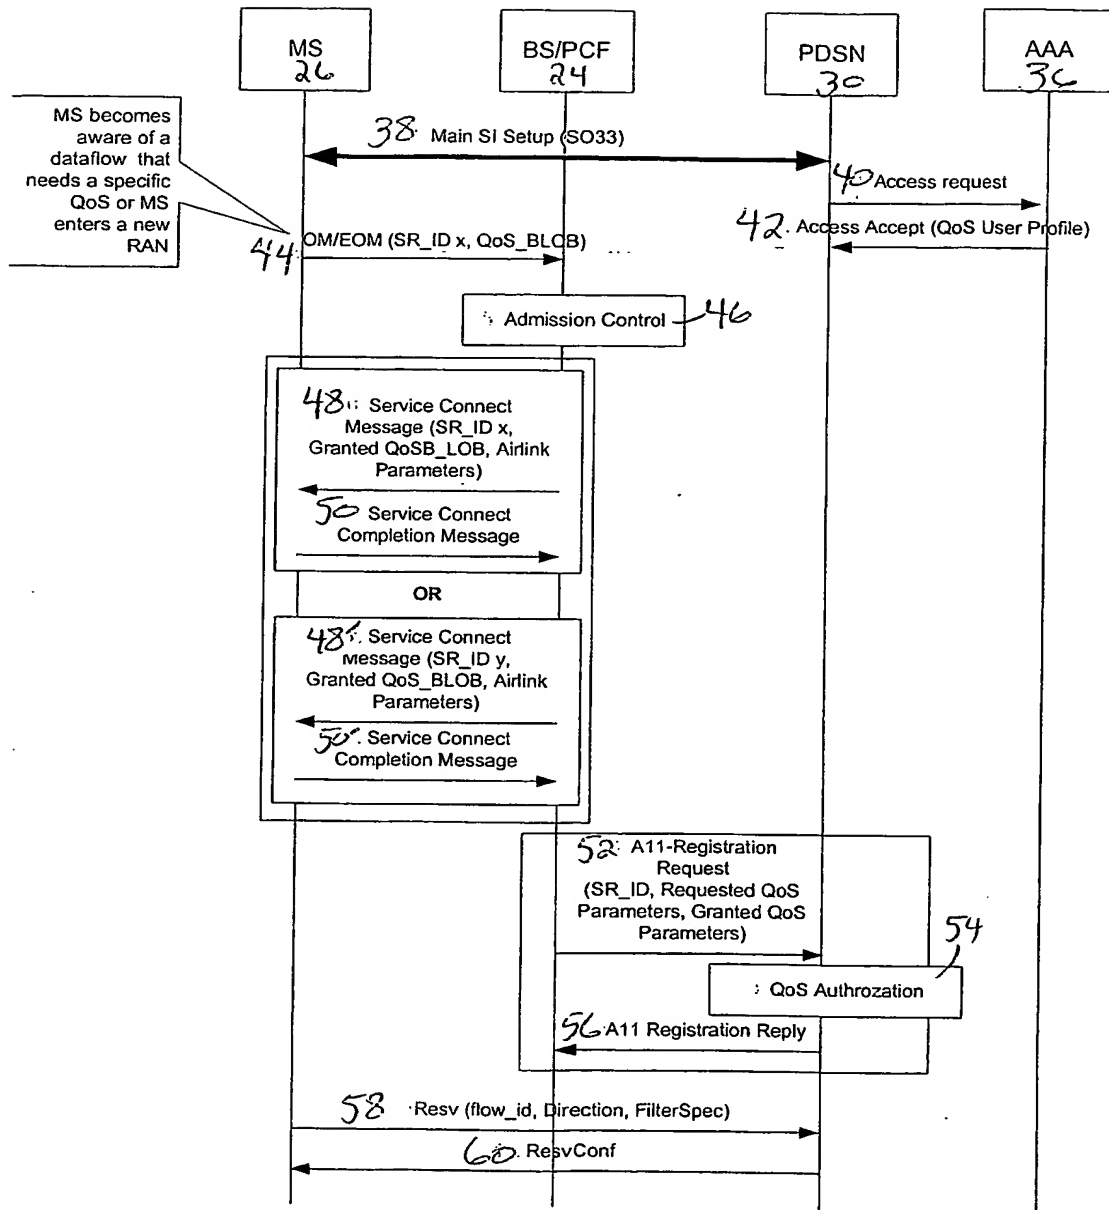 MS
26
BS/PCF
24
PDSN
30
AAA
36
MS becomes
aware of a
dataflow that
needs a specific
QoS or MS
enters a new
RAN
38 Main SI Setup (SO33)
40 Access request
42. Access Accept (QoS User Profile)
44. OM/EOM (SR_ID x, QoS_BLOB)
Admission Control
46
48 Service Connect
Message (SR_ID x,
Granted QoSB_LOB, Airlink
Parameters)
50 Service Connect
Completion Message
OR
48'. Service Connect
Message (SR_ID y,
Granted QoS_BLOB, Airlink
Parameters)
50'. Service Connect
Completion Message
52 A11-Registration
Request
(SR_ID, Requested QoS
Parameters, Granted QoS
Parameters)
54
QoS Authrozation
56 A11 Registration Reply
58 Resv (flow_id, Direction, FilterSpec)
60. ResvConf